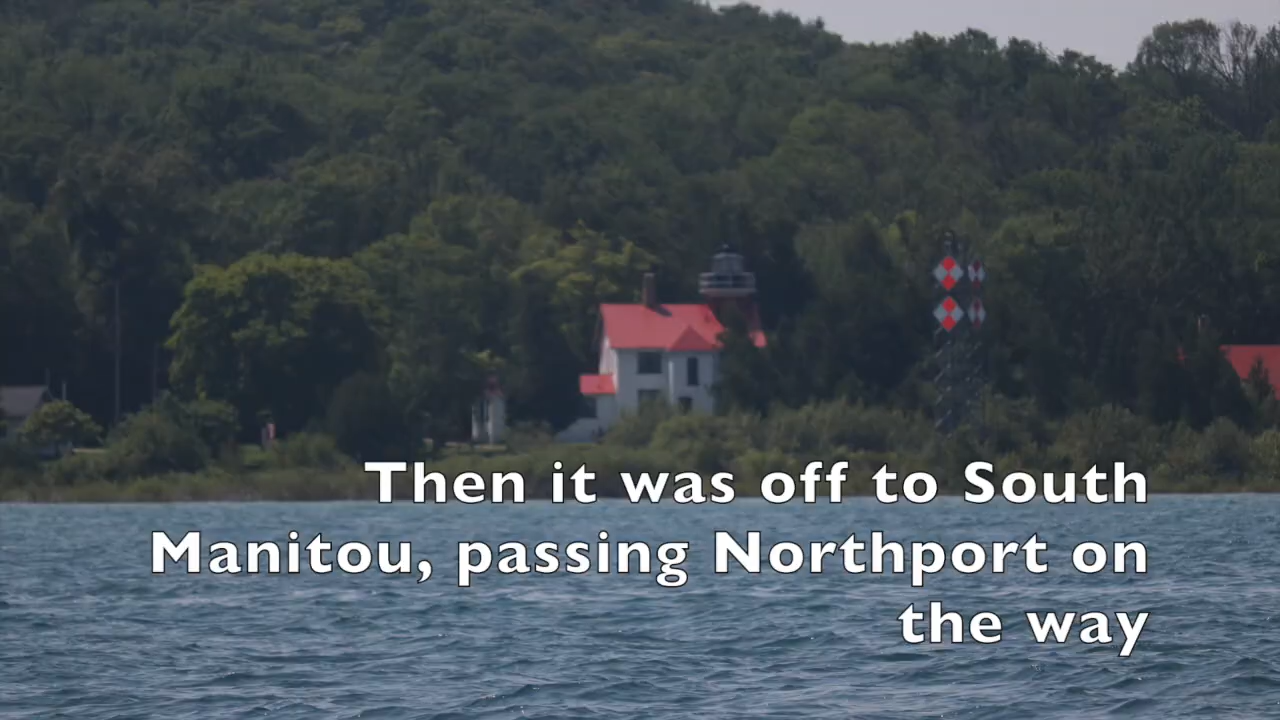 Then it was off to South
Manitou, passing Northport on
the way